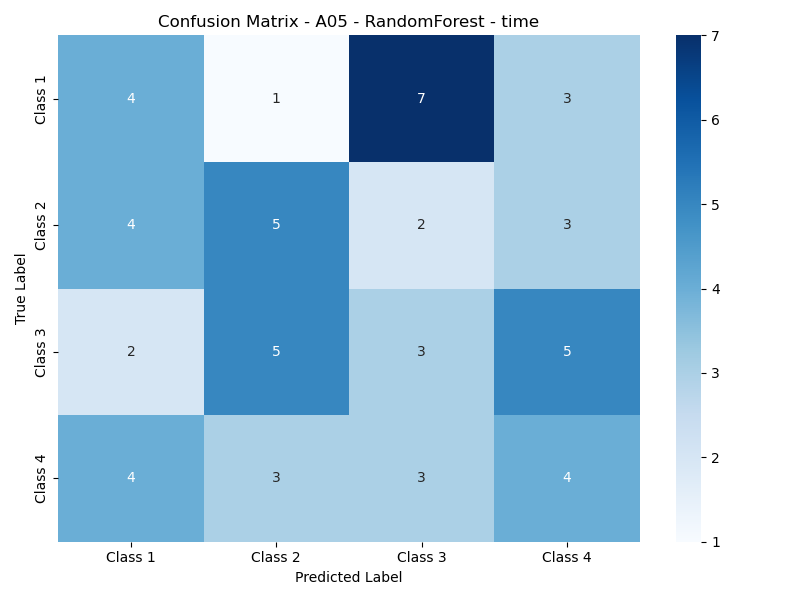 Confusion Matrix - A05 - RandomForest - time
True Label
Class 1
4 1 7 3
Class 2
4 5 2 3
Class 3
2 5 3 5
Class 4
4 3 3 4
Class 1 Class 2 Class 3 Class 4
Predicted Label
7
6
5
4
3
2
1